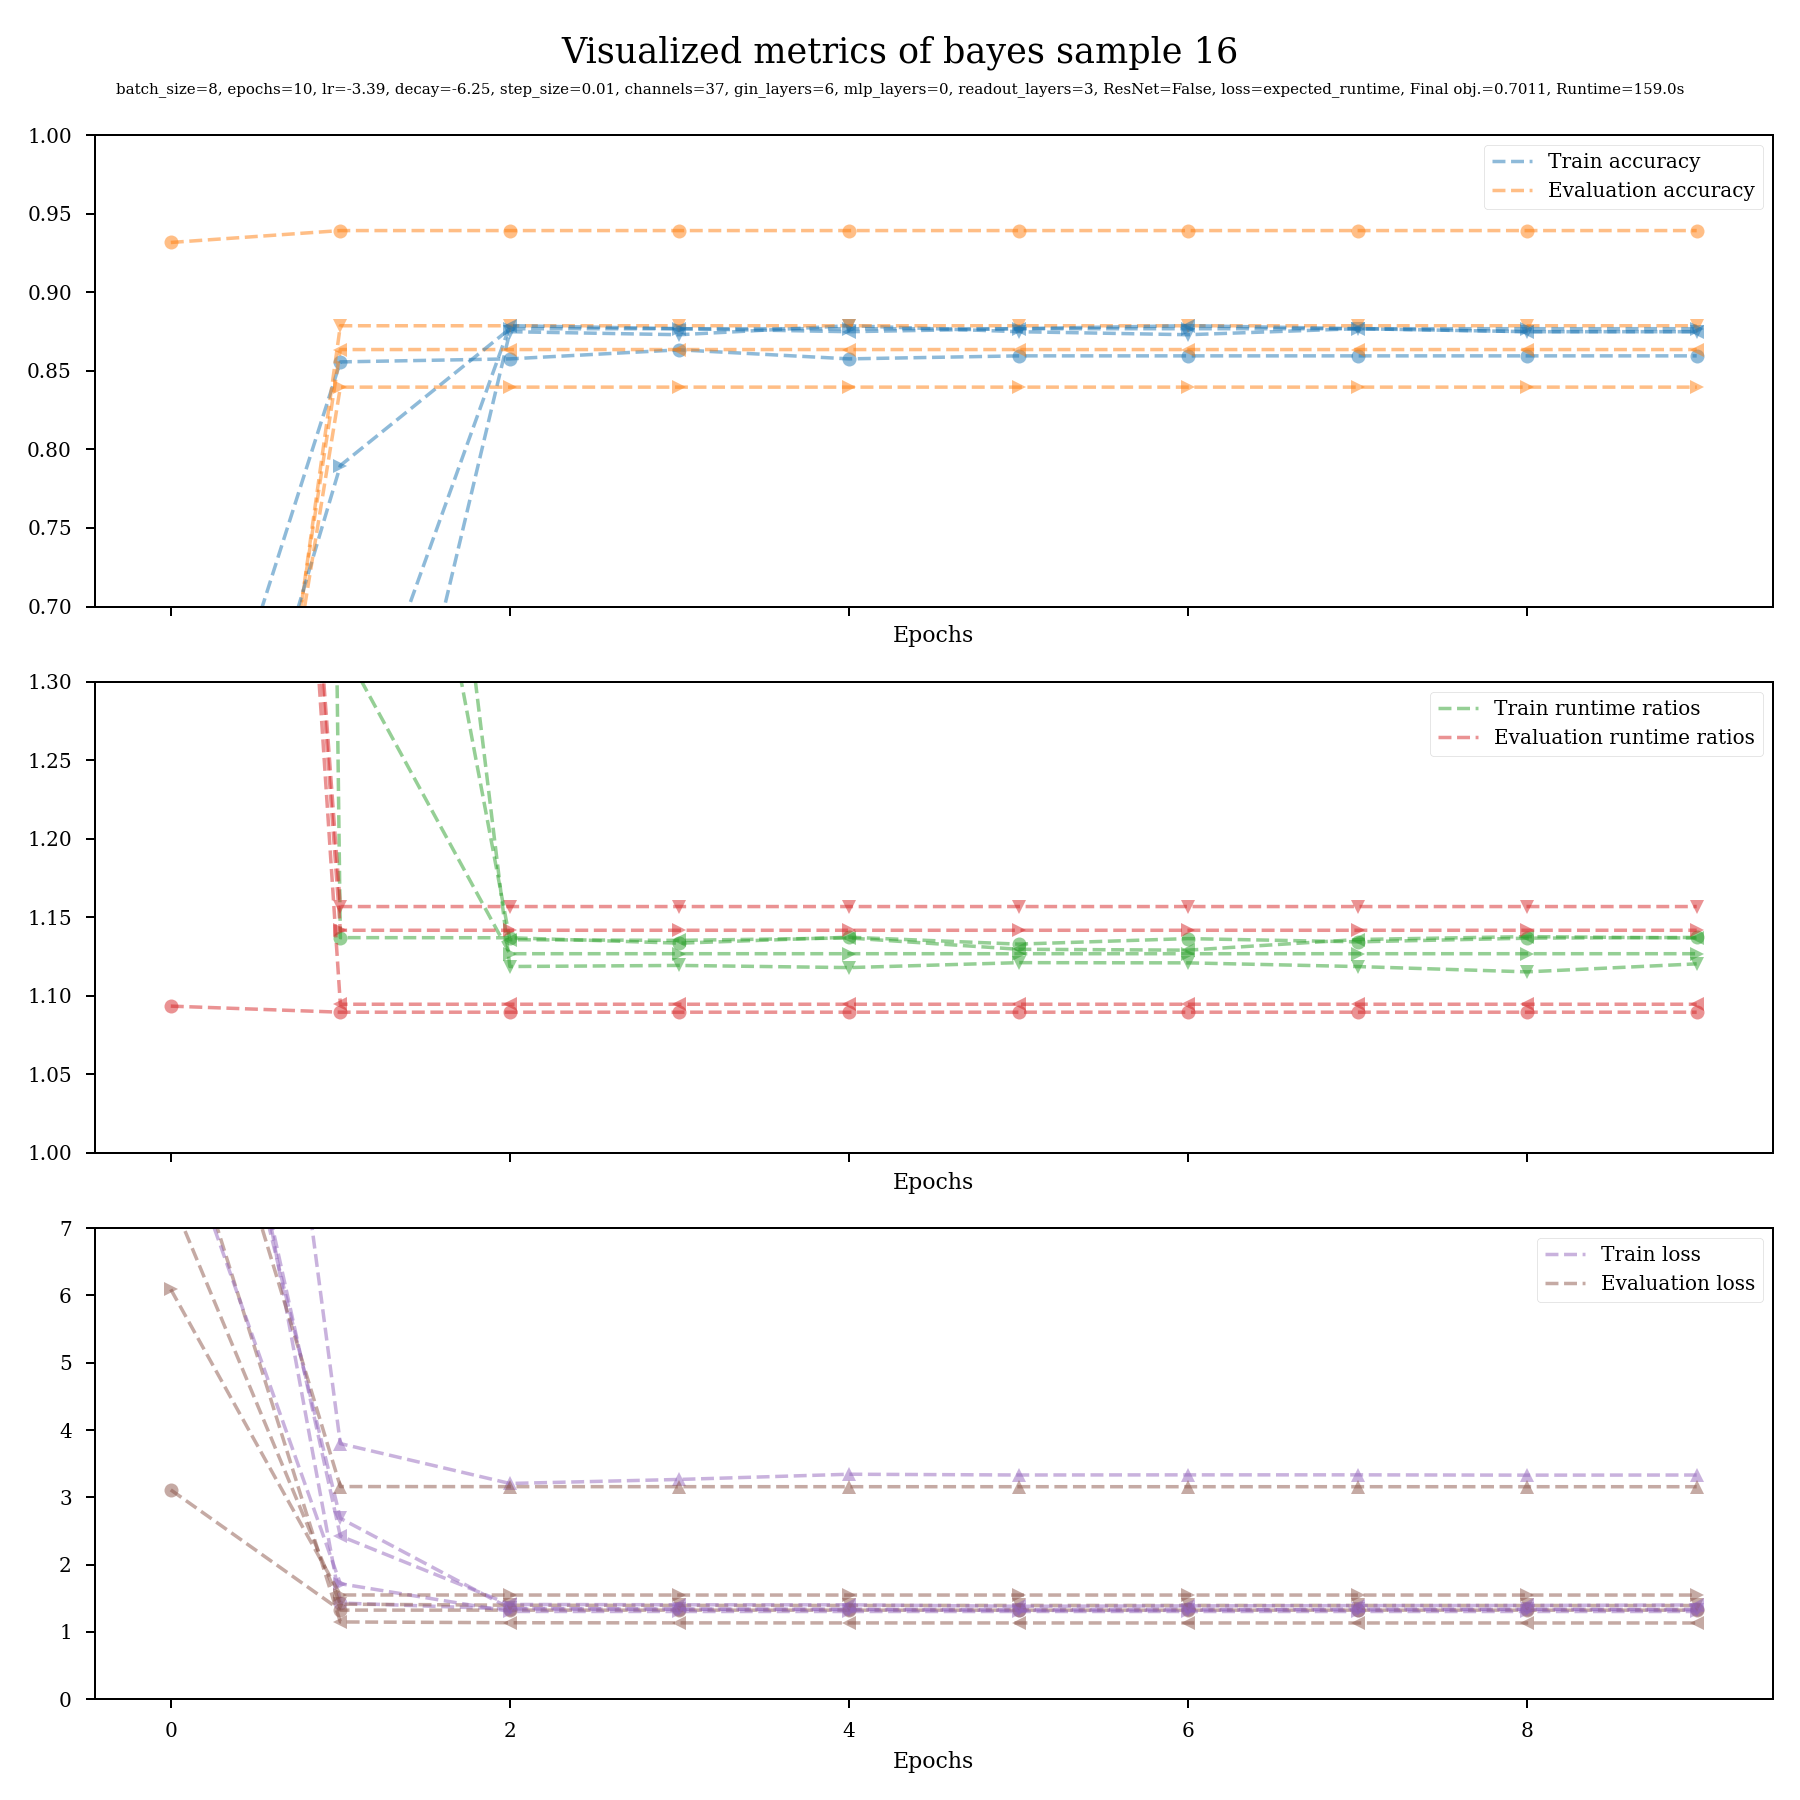 Visualized metrics of bayes sample 16
batch_size=8, epochs=10, lr=-3.39, decay=-6.25, step_size=0.01, channels=37, gin_layers=6, mlp_layers=0, readout_layers=3, ResNet=False, loss=expected_runtime, Final obj.=0.7011, Runtime=159.0s
1.00
0.95
0.90
0.85
0.80
0.75
0.70
Train accuracy
Evaluation accuracy
Epochs
1.30
1.25
1.20
1.15
1.10
1.05
1.00
Train runtime ratios
Evaluation runtime ratios
Epochs
7
6
5
4
3
2
1
0
Train loss
Evaluation loss
0 2 4 6 8
Epochs